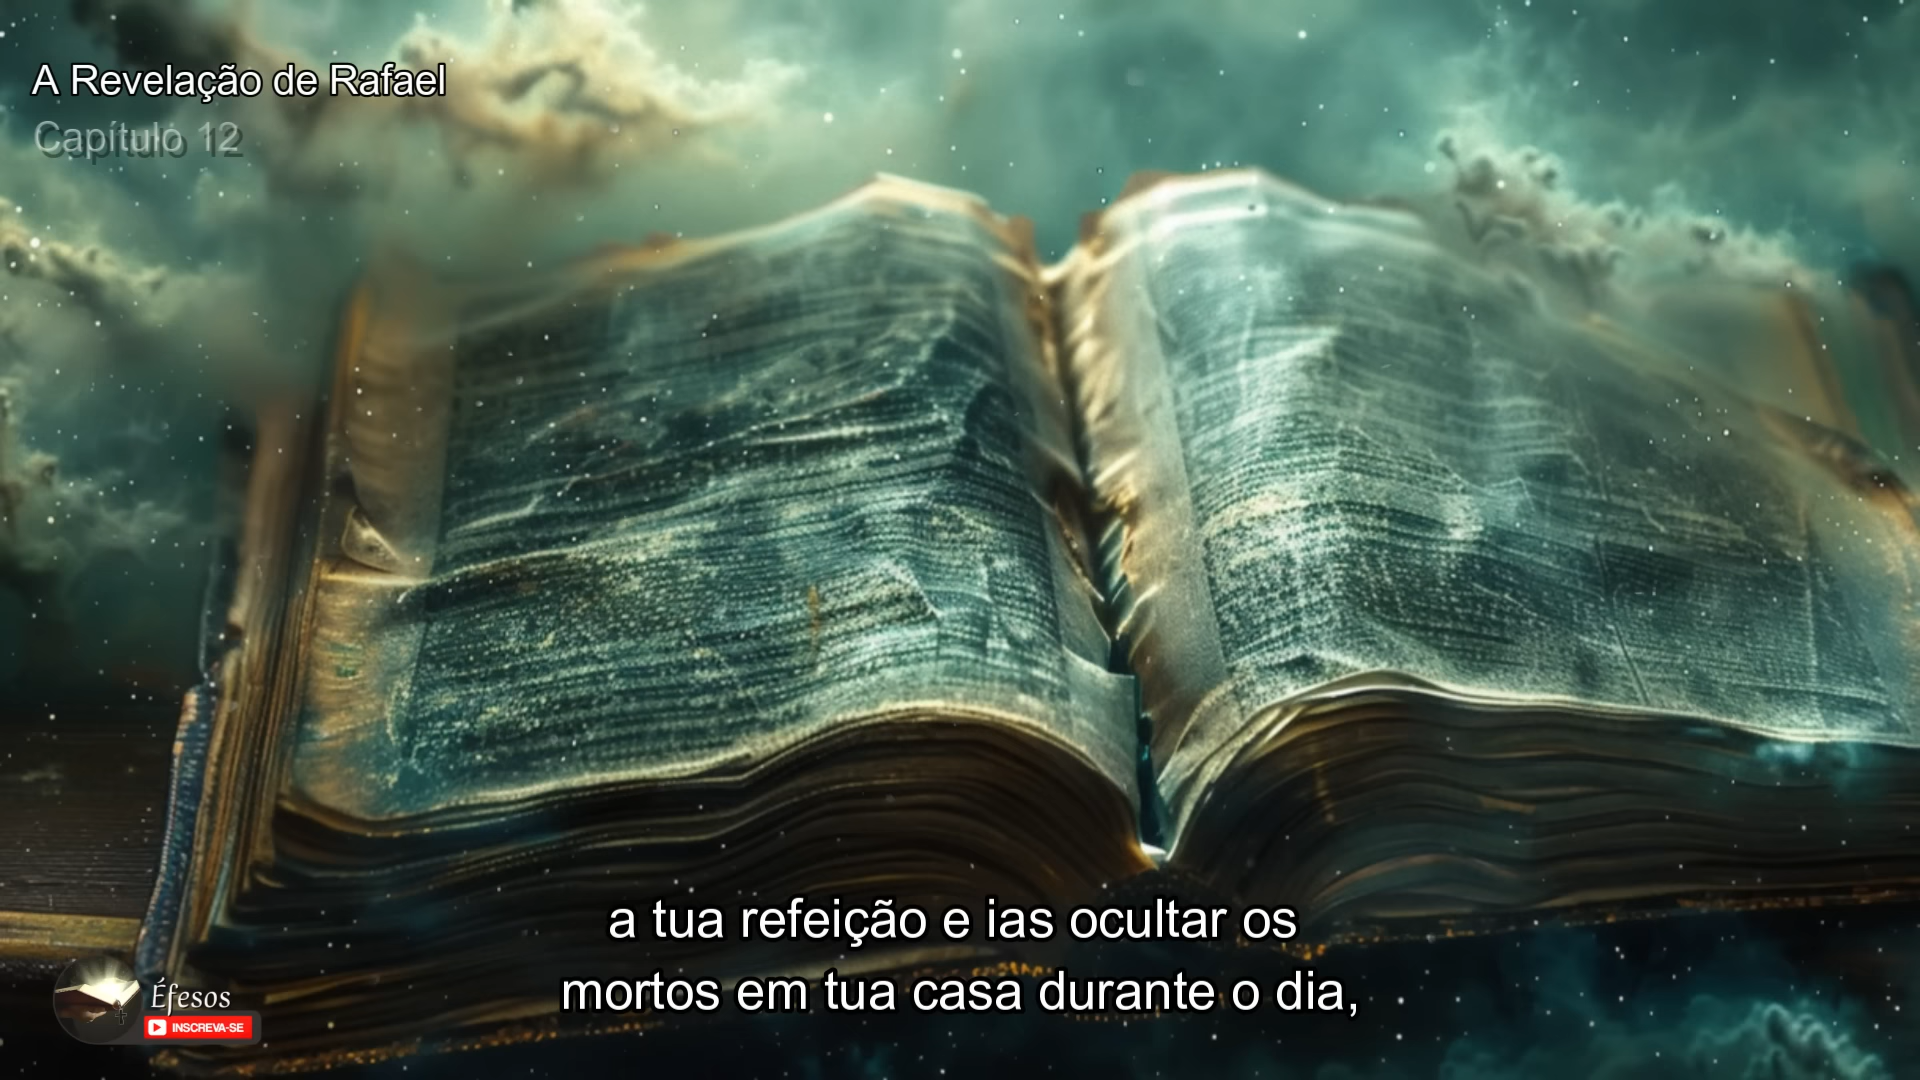 A Revelação de Rafael
Capítulo 12
a tua refeição e ias ocultar os
mortos em tua casa durante o dia,
Éfesos
INSCREVA-SE